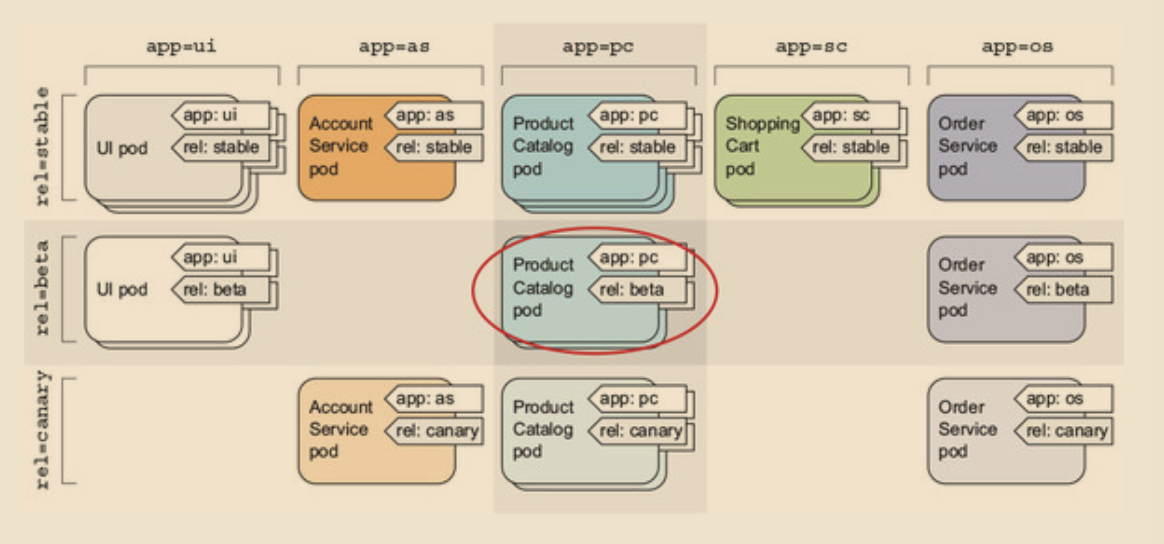 app=ui
app=as
app=pc
app=sc
app=os
rel=stable
UI pod
app: ui
rel: stable
Account
Service
pod
app: as
rel: stable
Product
Catalog
pod
app: pc
rel: stable
Shopping
Cart
pod
app: sc
rel: stable
Order
Service
pod
app: os
rel: stable
rel=beta
UI pod
app: ui
rel: beta
Product
Catalog
pod
app: pc
rel: beta
Order
Service
pod
app: os
rel: beta
rel=canary
Account
Service
pod
app: as
rel: canary
Product
Catalog
pod
app: pc
rel: canary
Order
Service
pod
app: os
rel: canary